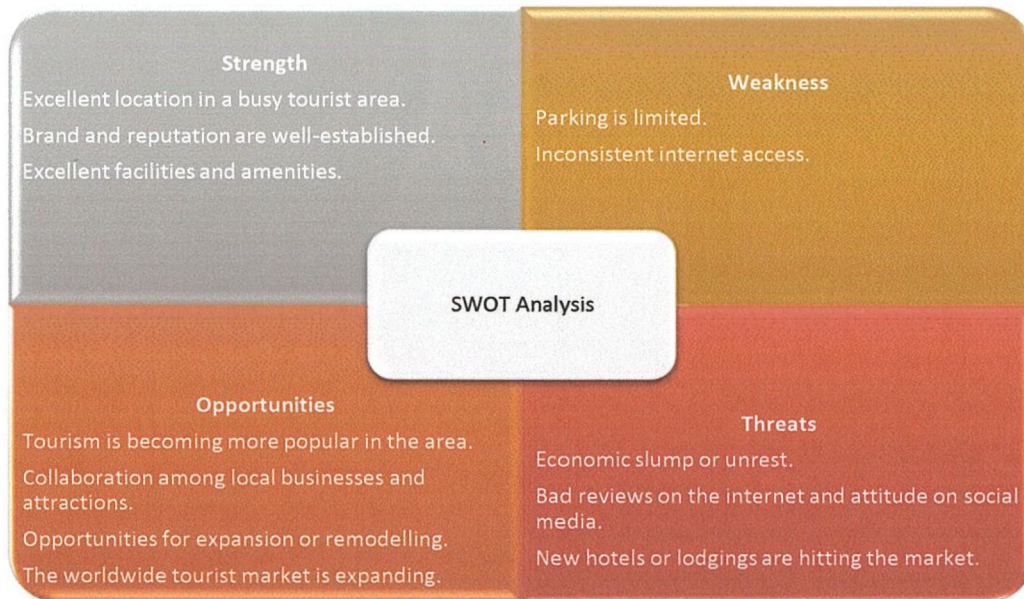 Strength
Excellent location in a busy tourist area.
Brand and reputation are well-established.
Excellent facilities and amenities.
Weakness
Parking is limited.
Inconsistent internet access.
SWOT Analysis
Opportunities
Tourism is becoming more popular in the area.
Collaboration among local businesses and
attractions.
Opportunities for expansion or remodelling.
The worldwide tourist market is expanding.
Threats
Economic slump or unrest.
Bad reviews on the internet and attitude on social
media.
New hotels or lodgings are hitting the market.